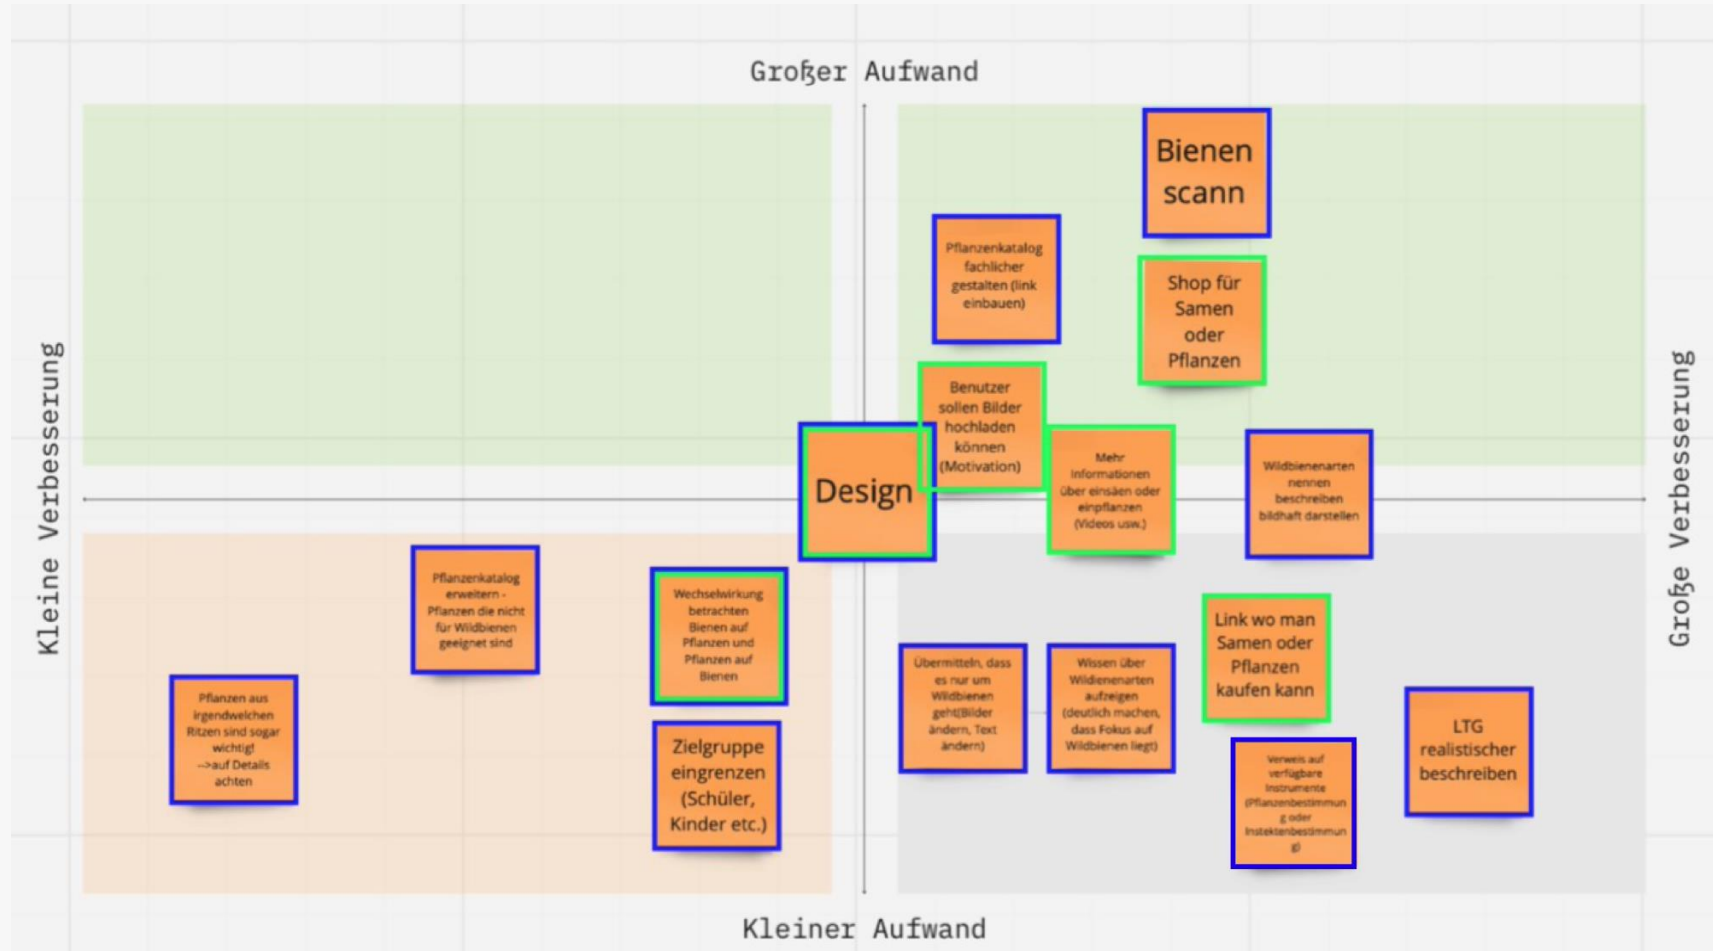 Großer Aufwand
Bienen
scann
Pflanzenkatalog
fachlicher
gestalten (link
einbauen)
Shop für
Samen
oder
Pflanzen
Benutzer
sollen Bilder
hochladen
können
(Motivation)
Design
Mehr
Informationen
über einsäen oder
einpflanzen
(Videos usw.)
Wildbienenarten
nennen
beschreiben
bildhaft darstellen
Kleine Verbesserung
Große Verbesserung
Pflanzenkatalog
erweitern -
Pflanzen die nicht
für Wildbienen
geeignet sind
Wechselwirkung
betrachten
Bienen auf
Pflanzen und
Pflanzen auf
Bienen
Pflanzen aus
irgendwelchen
Ritzen sind sogar
wichtig!
-->auf Details
achten
Zielgruppe
eingrenzen
(Schüler,
Kinder etc.)
Übermitteln, dass
es nur um
Wildbienen
geht(Bilder
ändern, Text
ändern)
Wissen über
Wildienenarten
aufzeigen
(deutlich machen,
dass Fokus auf
Wildbienen liegt)
Link wo man
Samen oder
Pflanzen
kaufen kann
Verweis auf
verfügbare
Instrumente
(Pflanzenbestimmun
g oder
Instektenbestimmun
g)
LTG
realistischer
beschreiben
Kleiner Aufwand